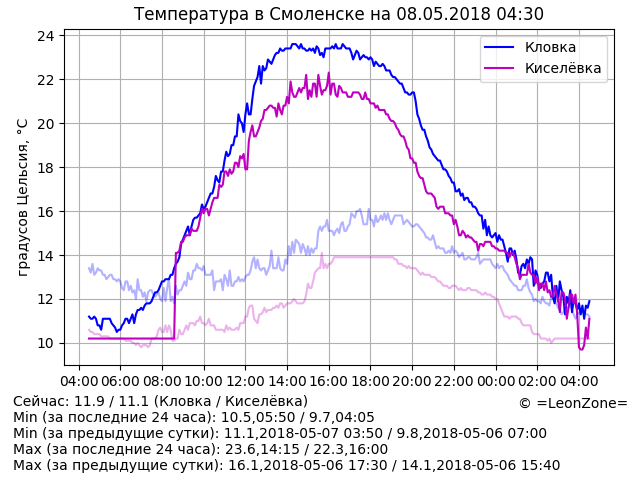 Температура в Смоленске на 08.05.2018 04:30
градусов Цельсия, °C
24
22
20
18
16
14
12
10
Кловка
Киселёвка
04:00 06:00 08:00 10:00 12:00 14:00 16:00 18:00 20:00 22:00 00:00 02:00 04:00
Сейчас: 11.9 / 11.1 (Кловка / Киселёвка)
© =LeonZone=
Min (за последние 24 часа): 10.5,05:50 / 9.7,04:05
Min (за предыдущие сутки): 11.1,2018-05-07 03:50 / 9.8,2018-05-06 07:00
Max (за последние 24 часа): 23.6,14:15 / 22.3,16:00
Max (за предыдущие сутки): 16.1,2018-05-06 17:30 / 14.1,2018-05-06 15:40